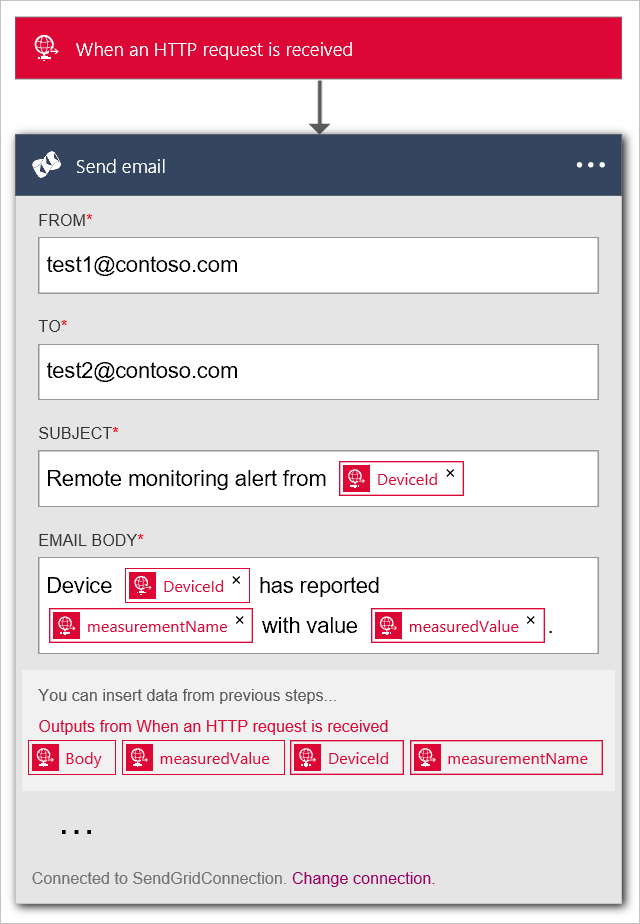 When an HTTP request is received
Send email
FROM*
test1@contoso.com
TO*
test2@contoso.com
SUBJECT*
Remote monitoring alert from DeviceId ×
EMAIL BODY*
Device DeviceId × has reported
measurementName × with value measuredValue × .
You can insert data from previous steps...
Outputs from When an HTTP request is received
Body measuredValue DeviceId measurementName
...
Connected to SendGridConnection. Change connection.